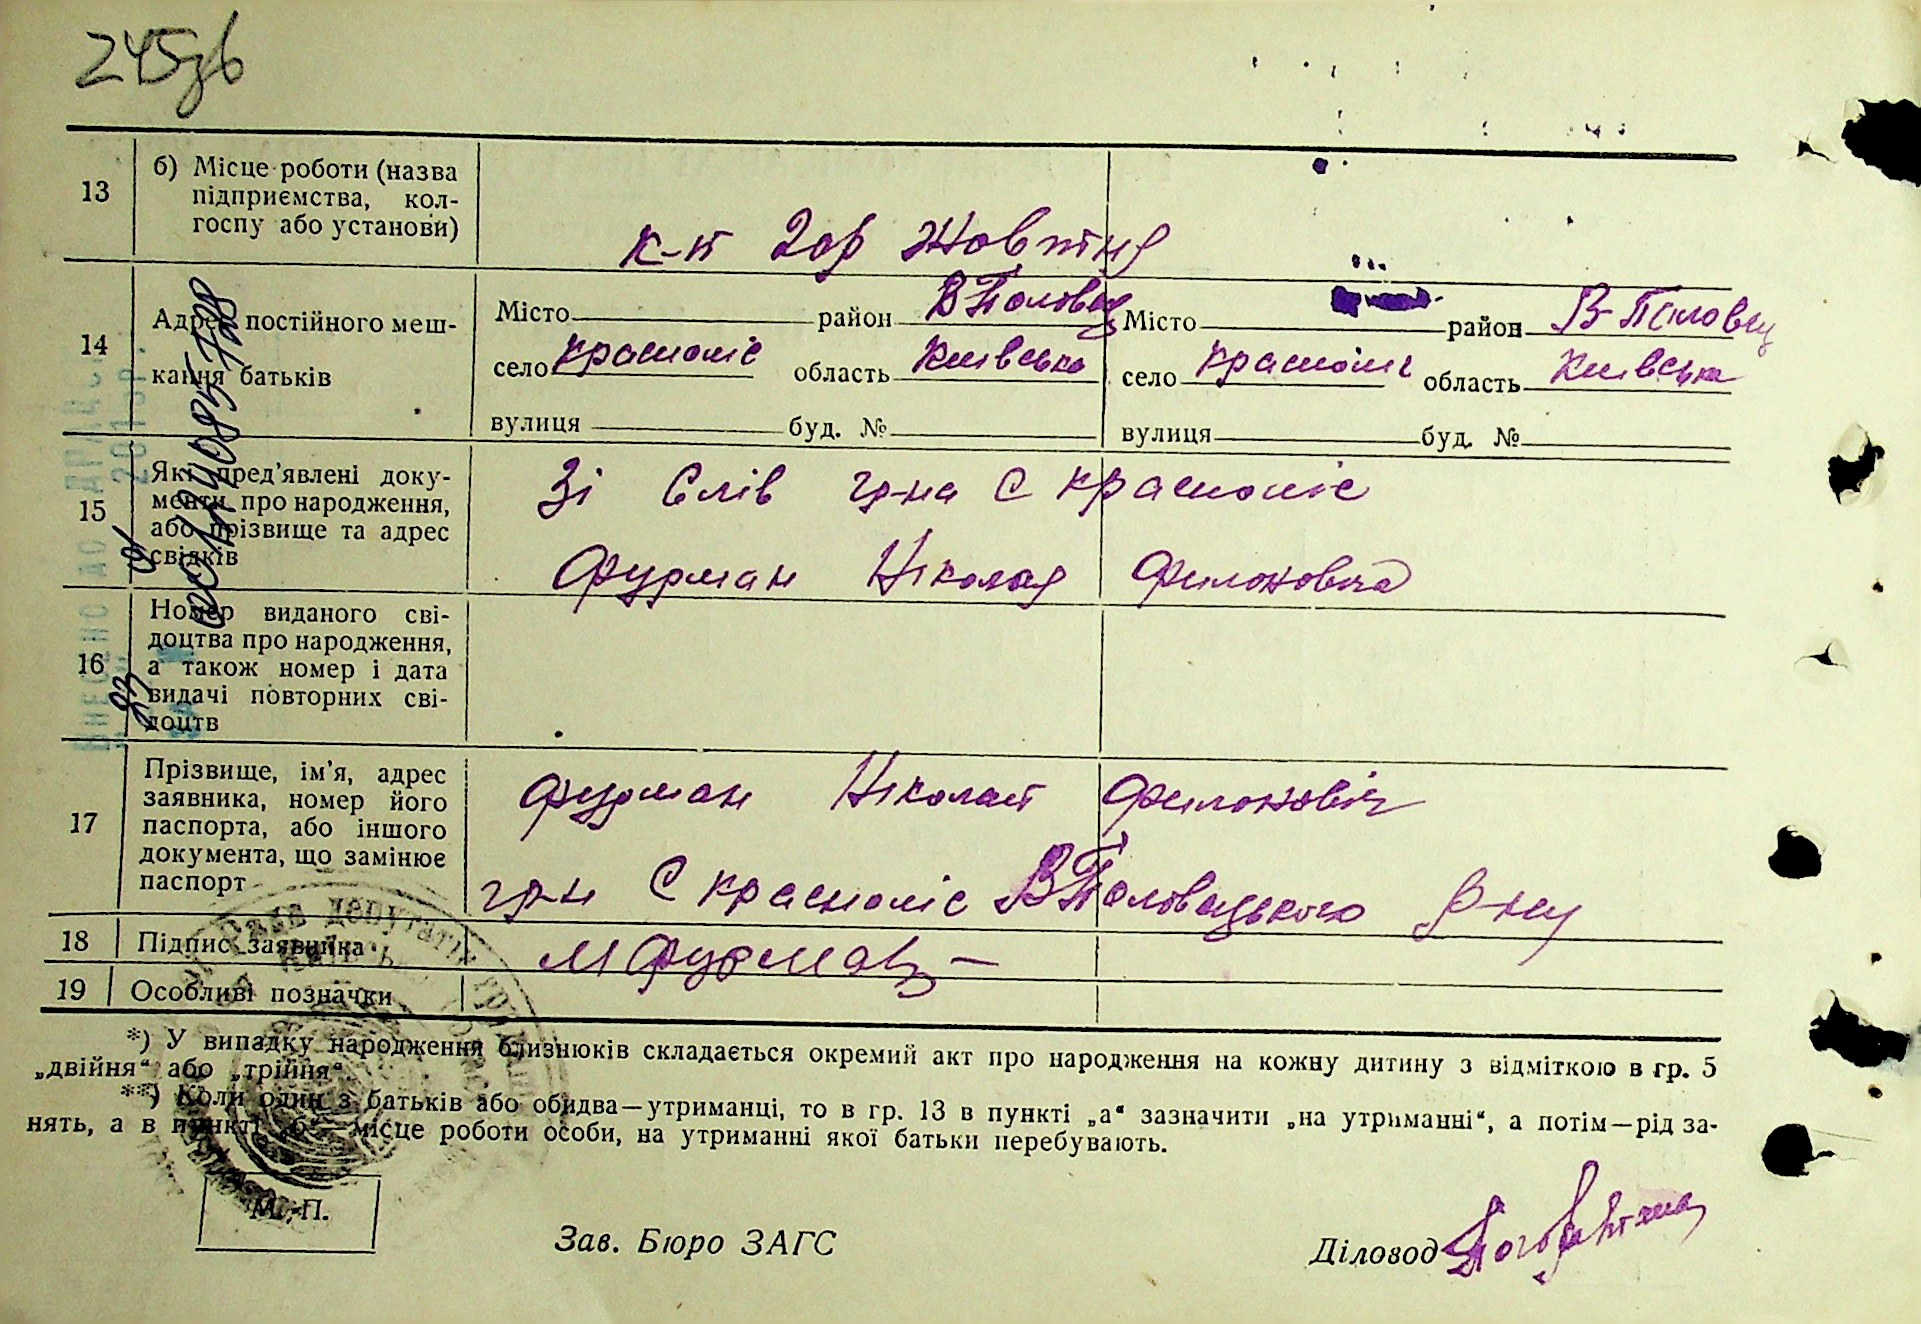 245зв
13 б) Місце роботи (назва
підприємства, кол-
госпу або установи)
к-п 2ор Жовтня
14 Адрес постійного меш-
кання батьків
Місто район В Половец Місто район В-Половец
село Красноліс область Київська село Красноліс область Київська
вулиця буд. № вулиця буд. №
15 Які пред'явлені доку-
менти про народження,
або прізвище та адрес
свідків
Зі Слів гр-на С Красноліс
Фурман Ніколая Филоновіча
16 Номер виданого сві-
доцтва про народження,
а також номер і дата
видачі повторних сві-
доцтв
17 Прізвище, ім'я, адрес
заявника, номер його
паспорта, або іншого
документа, що замінює
паспорт
Фурман Ніколай Филоновіч
гр-н С Красноліс В Половецького р-ну
18 Підпис заявника
М Фурман
19 Особливі позначки
*) У випадку народження близнюків складається окремий акт про народження на кожну дитину з відміткою в гр. 5
„двійня“ або „трійня“
**) Коли один з батьків або обидва—утриманці, то в гр. 13 в пункті „а“ зазначити „на утриманні“, а потім—рід за-
нять, а в пункті „б“—місце роботи особи, на утриманні якої батьки перебувають.
М. П.
Зав. Бюро ЗАГС
Діловод